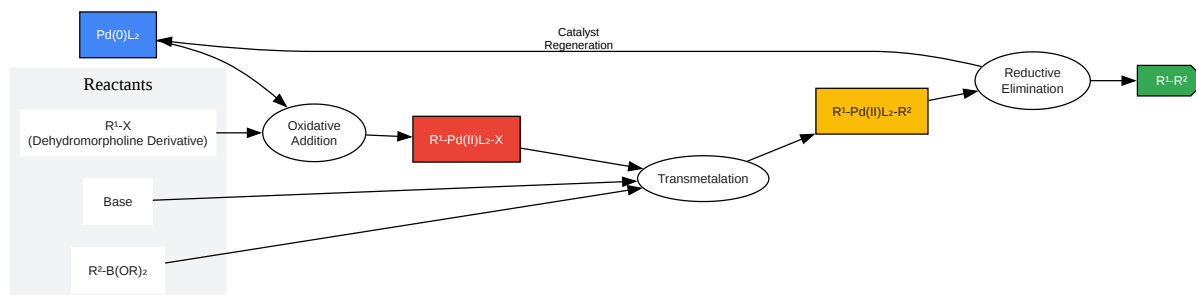 Pd(0)L₂
Catalyst
Regeneration
Reactants
R¹-X
(Dehydromorpholine Derivative)
Oxidative
Addition
R¹-Pd(II)L₂-X
Base
R²-B(OR)₂
Transmetalation
R¹-Pd(II)L₂-R²
Reductive
Elimination
R¹-R²